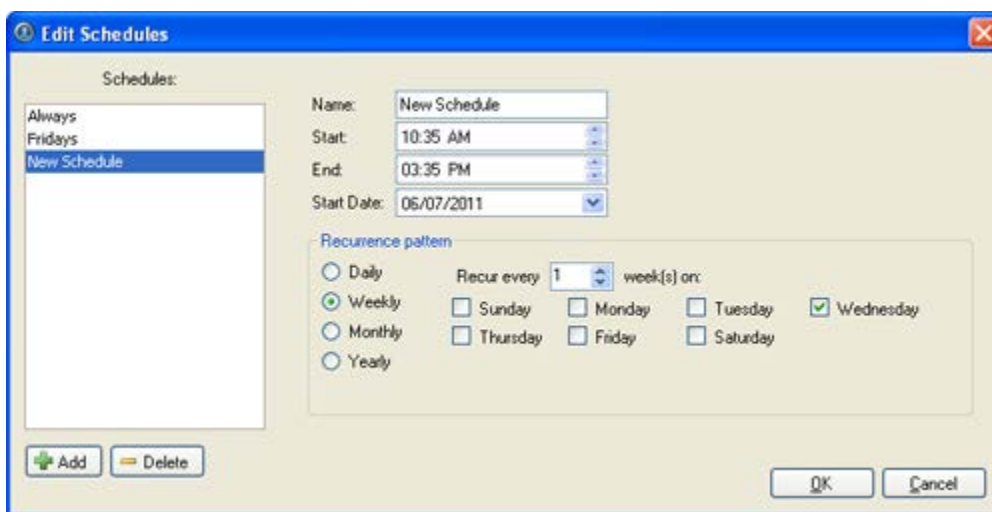 Edit Schedules
Schedules:
Always
Fridays
New Schedule
Name: New Schedule
Start: 10:35 AM
End: 03:35 PM
Start Date: 06/07/2011
Recurrence pattern
Daily Recur every 1 week(s) on:
Weekly Sunday Monday Tuesday Wednesday
Monthly Thursday Friday Saturday
Yearly
Add Delete
OK Cancel